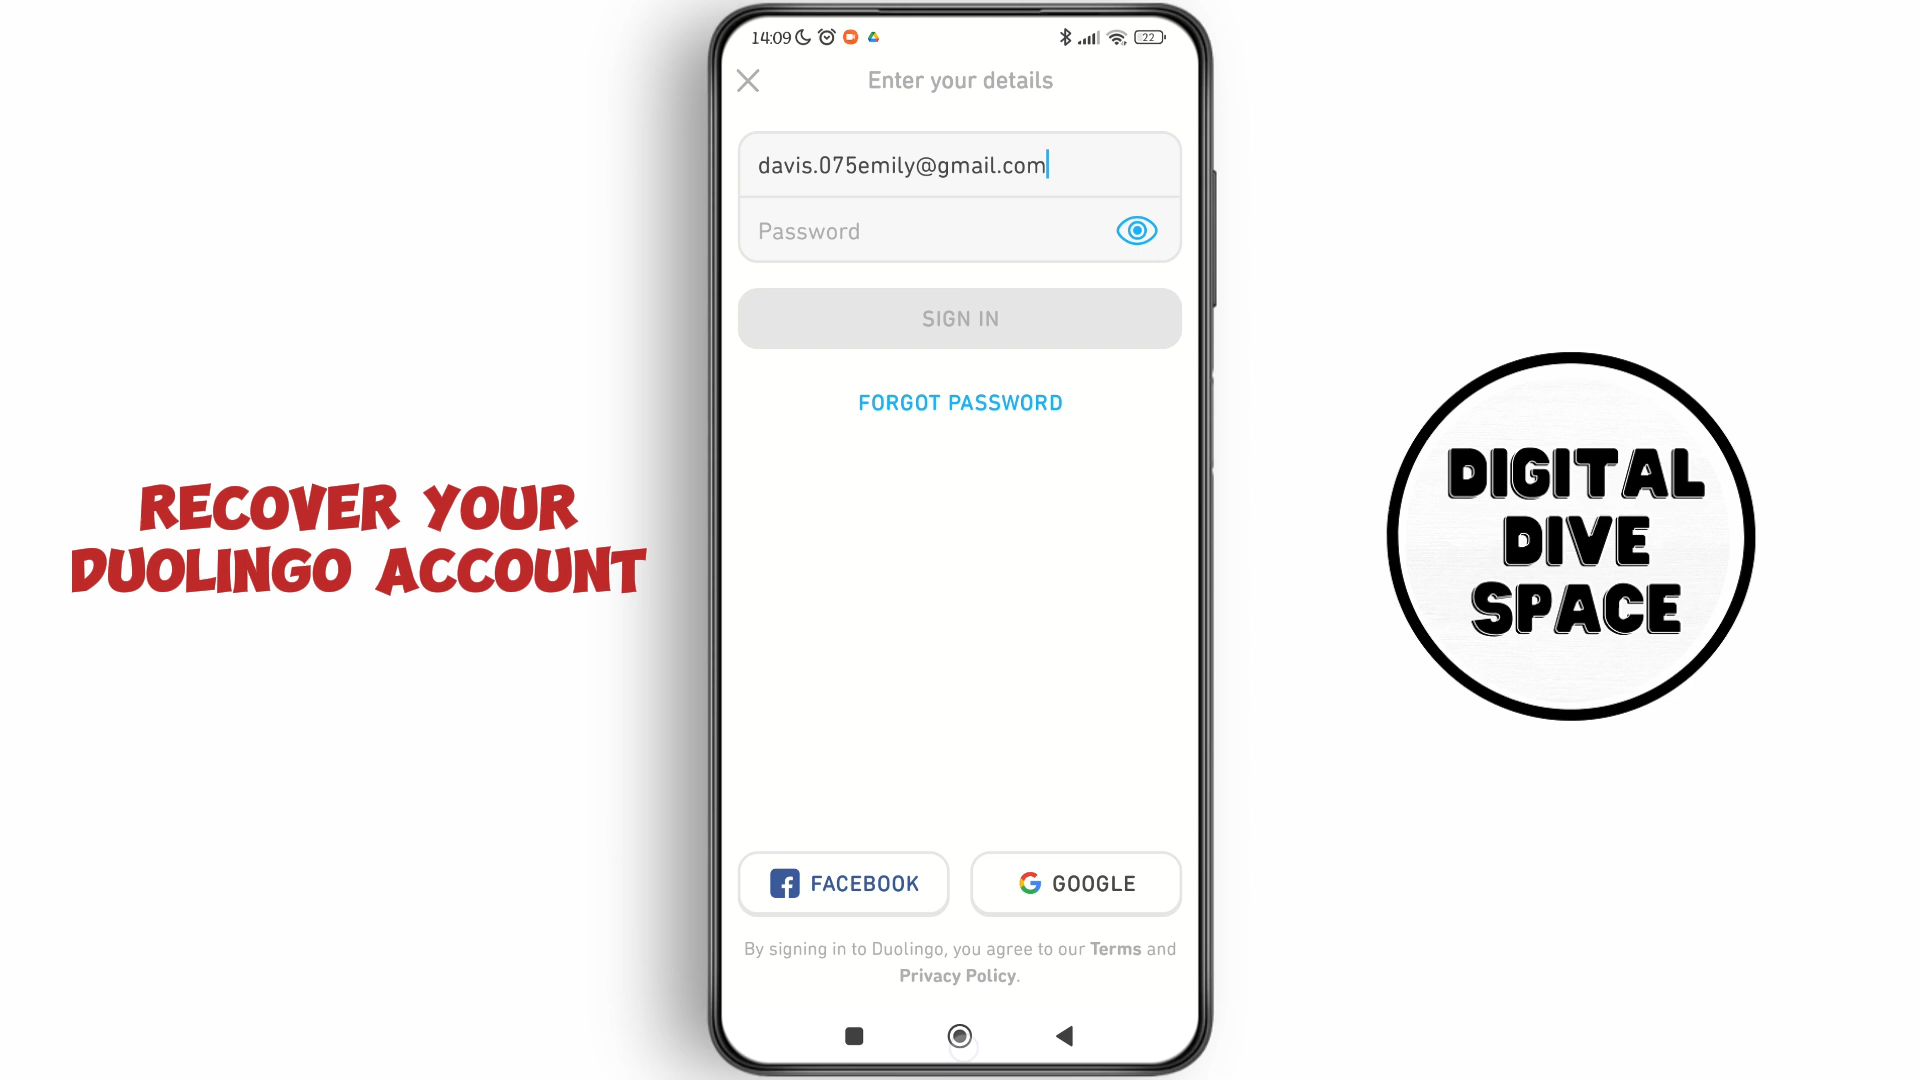 14:09
22
Enter your details
davis.075emily@gmail.com
Password
SIGN IN
FORGOT PASSWORD
RECOVER YOUR
DUOLINGO ACCOUNT
DIGITAL
DIVE
SPACE
FACEBOOK
GOOGLE
By signing in to Duolingo, you agree to our Terms and
Privacy Policy.